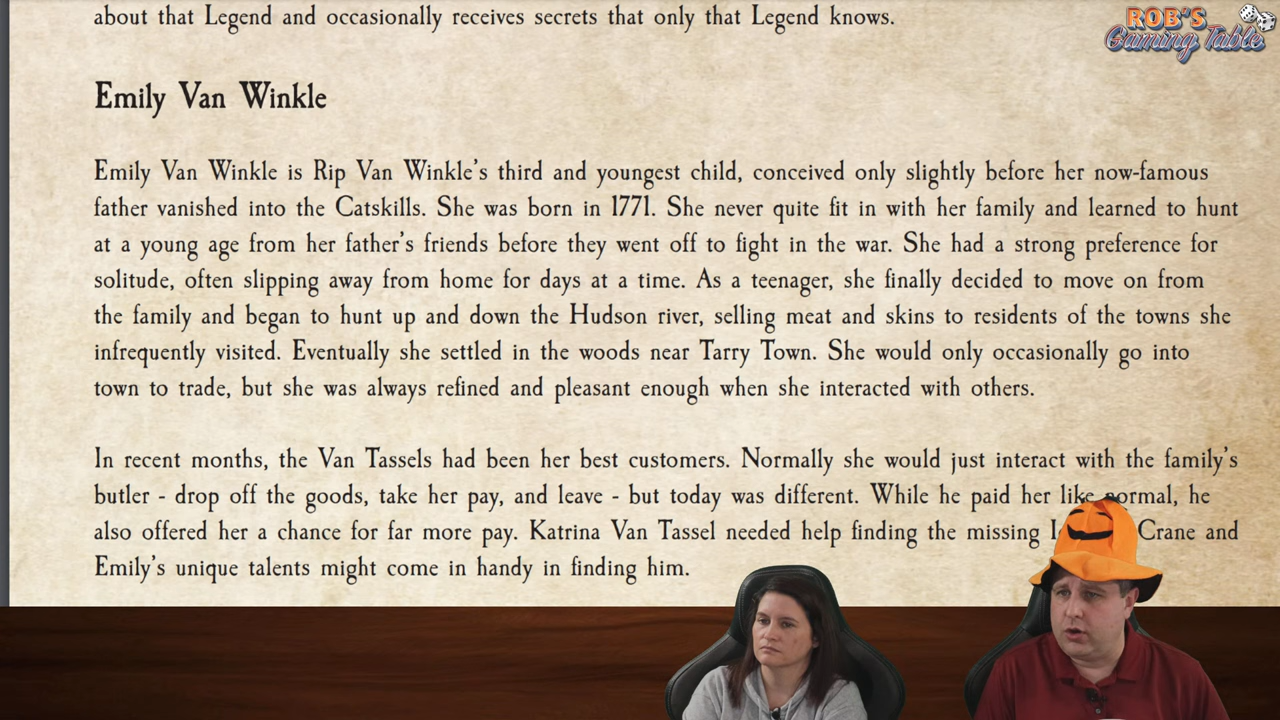 about that Legend and occasionally receives secrets that only that Legend knows.
ROB'S
Gaming Table
Emily Van Winkle
Emily Van Winkle is Rip Van Winkle's third and youngest child, conceived only slightly before her now-famous
father vanished into the Catskills. She was born in 1771. She never quite fit in with her family and learned to hunt
at a young age from her father's friends before they went off to fight in the war. She had a strong preference for
solitude, often slipping away from home for days at a time. As a teenager, she finally decided to move on from
the family and began to hunt up and down the Hudson river, selling meat and skins to residents of the towns she
infrequently visited. Eventually she settled in the woods near Tarry Town. She would only occasionally go into
town to trade, but she was always refined and pleasant enough when she interacted with others.
In recent months, the Van Tassels had been her best customers. Normally she would just interact with the family's
butler - drop off the goods, take her pay, and leave - but today was different. While he paid her like normal, he
also offered her a chance for far more pay. Katrina Van Tassel needed help finding the missing Crane and
Emily's unique talents might come in handy in finding him.